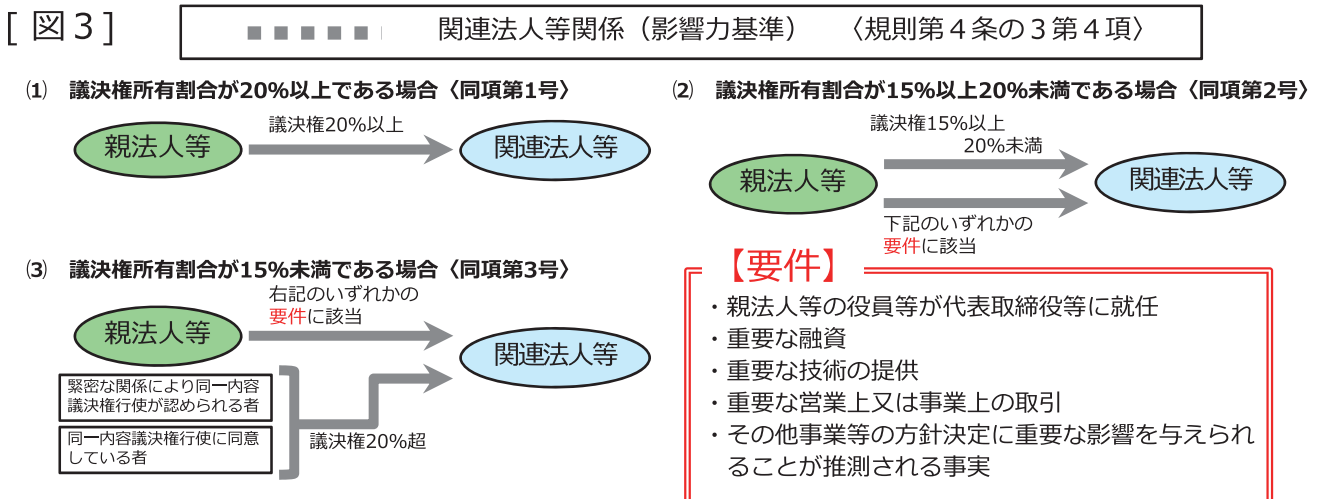 [ 図３]
関連法人等関係（影響力基準）　〈規則第４条の３第４項〉
⑴　議決権所有割合が20%以上である場合〈同項第1号〉
親法人等
議決権20%以上
関連法人等
⑵　議決権所有割合が15%以上20%未満である場合〈同項第2号〉
議決権15%以上
20%未満
親法人等
関連法人等
下記のいずれかの
要件に該当
⑶　議決権所有割合が15%未満である場合〈同項第3号〉
右記のいずれかの
要件に該当
親法人等
関連法人等
緊密な関係により同一内容
議決権行使が認められる者
同一内容議決権行使に同意
している者
議決権20%超
【要件】
・親法人等の役員等が代表取締役等に就任
・重要な融資
・重要な技術の提供
・重要な営業上又は事業上の取引
・その他事業等の方針決定に重要な影響を与えられ
ることが推測される事実